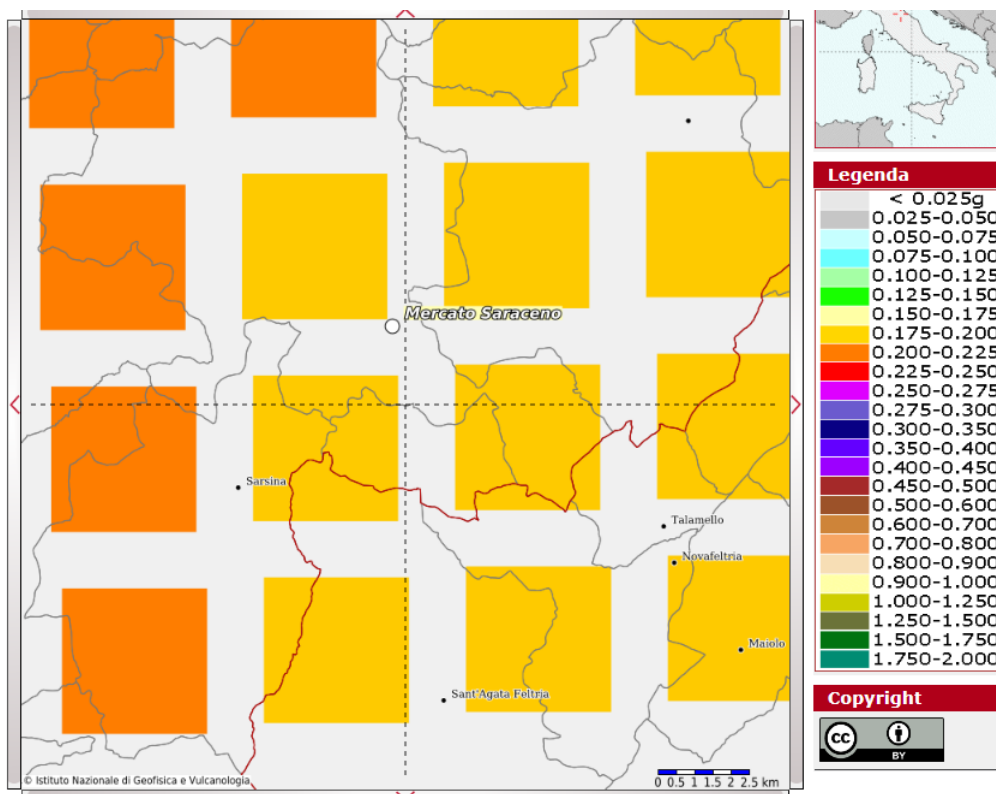 Mercato Saraceno
Sarsina
Talamello
Novafeltria
Maiolo
Sant'Agata Feltria
© Istituto Nazionale di Geofisica e Vulcanologia
0 0.5 1 1.5 2 2.5 km
Legenda
< 0.025g
0.025-0.050
0.050-0.075
0.075-0.100
0.100-0.125
0.125-0.150
0.150-0.175
0.175-0.200
0.200-0.225
0.225-0.250
0.250-0.275
0.275-0.300
0.300-0.350
0.350-0.400
0.400-0.450
0.450-0.500
0.500-0.600
0.600-0.700
0.700-0.800
0.800-0.900
0.900-1.000
1.000-1.250
1.250-1.500
1.500-1.750
1.750-2.000
Copyright
cc
BY